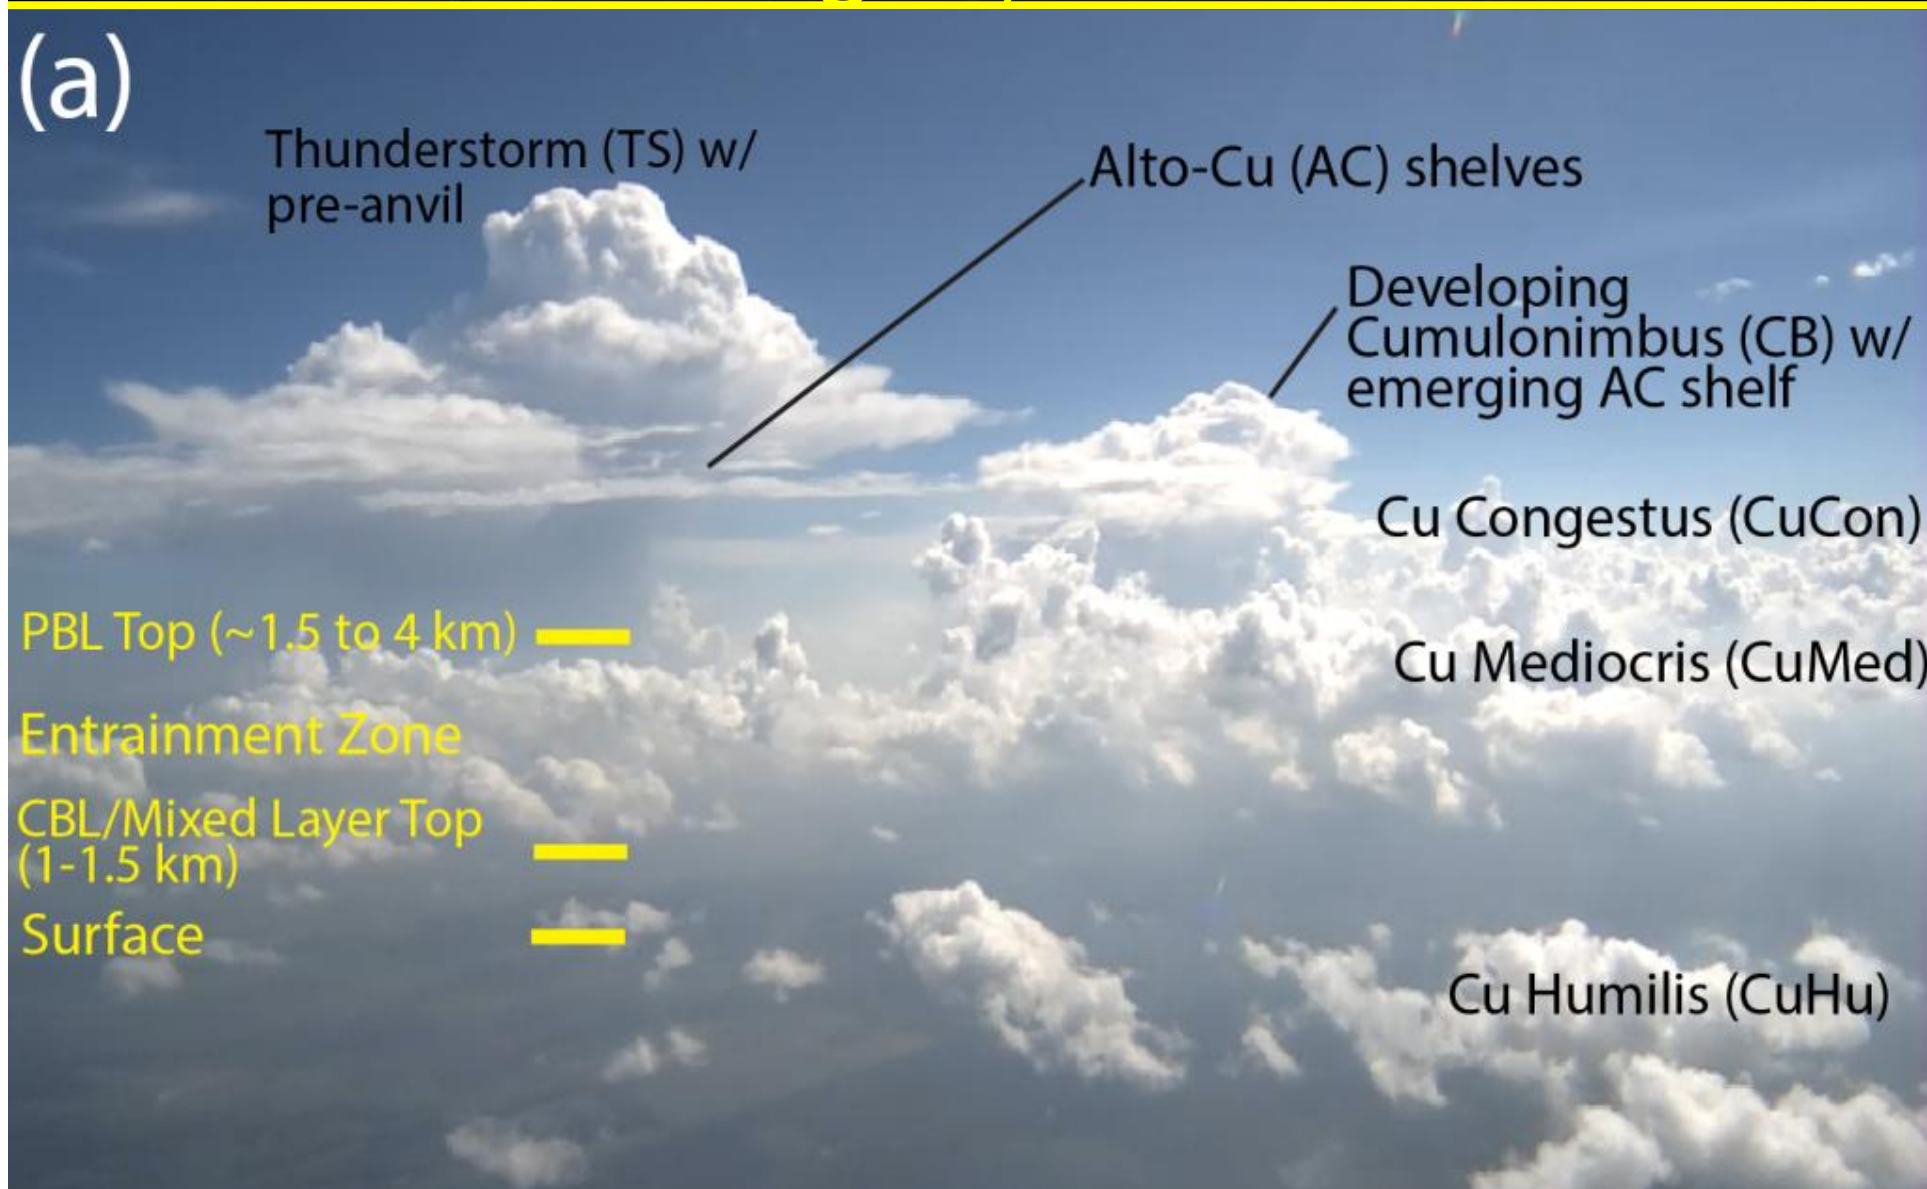 (a)
Thunderstorm (TS) w/
pre-anvil
Alto-Cu (AC) shelves
Developing
Cumulonimbus (CB) w/
emerging AC shelf
Cu Congestus (CuCon)
PBL Top (~1.5 to 4 km)
Cu Mediocris (CuMed)
Entrainment Zone
CBL/Mixed Layer Top
(1-1.5 km)
Surface
Cu Humilis (CuHu)